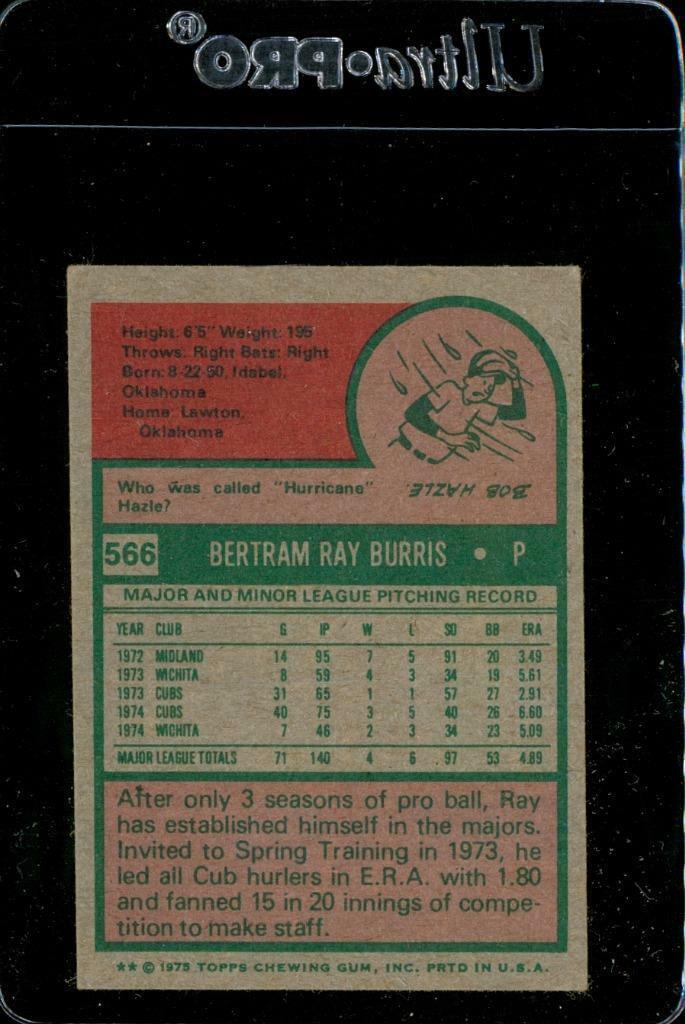 Ultra•PRO®
Height: 6'5" Weight: 195
Throws: Right Bats: Right
Born: 8-22-50, Idabel,
Oklahoma
Home: Lawton,
Oklahoma
Who was called "Hurricane"
Hazle?
BOB HAZLE.
566 BERTRAM RAY BURRIS • P
MAJOR AND MINOR LEAGUE PITCHING RECORD
YEAR CLUB G IP W L SO BB ERA
1972 MIDLAND 14 95 7 5 91 20 3.49
1973 WICHITA 8 59 4 3 34 19 5.61
1973 CUBS 31 65 1 1 57 27 2.91
1974 CUBS 40 75 3 5 40 26 6.60
1974 WICHITA 7 46 2 3 34 23 5.09
MAJOR LEAGUE TOTALS 71 140 4 6 97 53 4.89
After only 3 seasons of pro ball, Ray
has established himself in the majors.
Invited to Spring Training in 1973, he
led all Cub hurlers in E.R.A. with 1.80
and fanned 15 in 20 innings of compe-
tition to make staff.
** © 1975 TOPPS CHEWING GUM, INC. PRTD IN U.S.A.